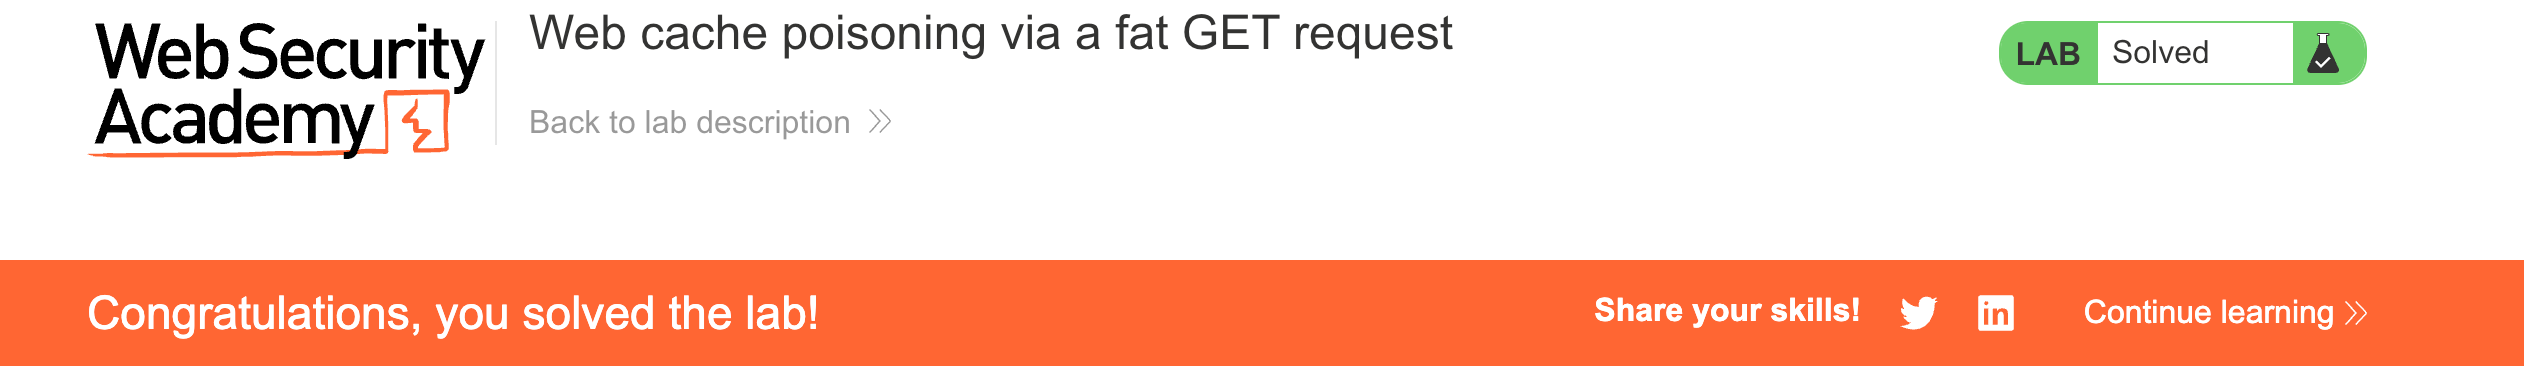 Web Security
Academy
Web cache poisoning via a fat GET request
Back to lab description
LAB Solved
Congratulations, you solved the lab!
Share your skills!
Continue learning